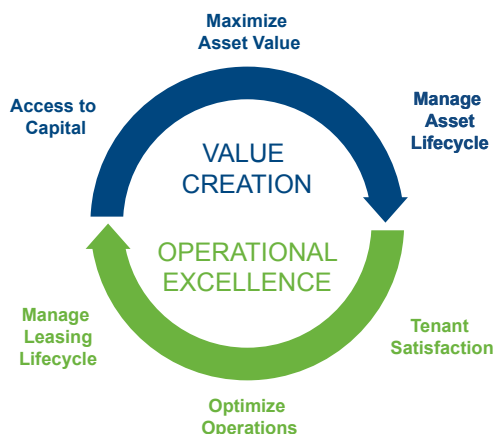 Maximize
Asset Value
Access to
Capital
Manage
Asset
Lifecycle
VALUE
CREATION
OPERATIONAL
EXCELLENCE
Manage
Leasing
Lifecycle
Tenant
Satisfaction
Optimize
Operations